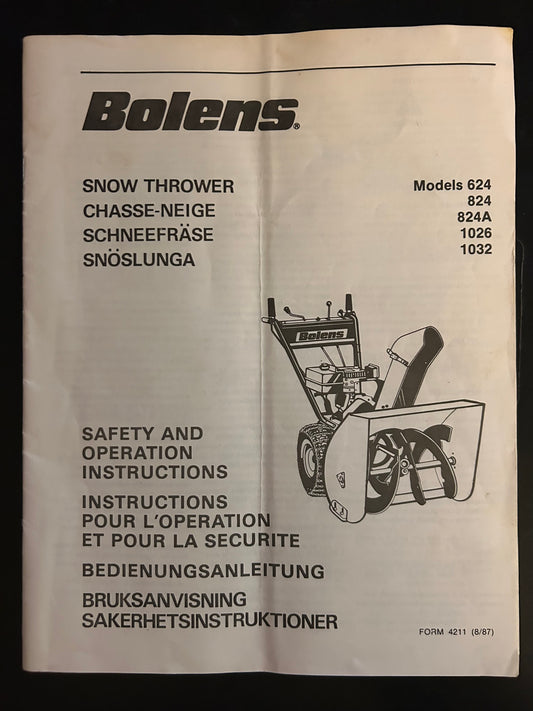 Bolens®
SNOW THROWER
CHASSE-NEIGE
SCHNEEFRÄSE
SNÖSLUNGA
Models 624
824
824A
1026
1032
Bolens
SAFETY AND
OPERATION
INSTRUCTIONS
INSTRUCTIONS
POUR L'OPERATION
ET POUR LA SECURITE
BEDIENUNGSANLEITUNG
BRUKSANVISNING
SAKERHETSINSTRUKTIONER
FORM 4211 (8/87)